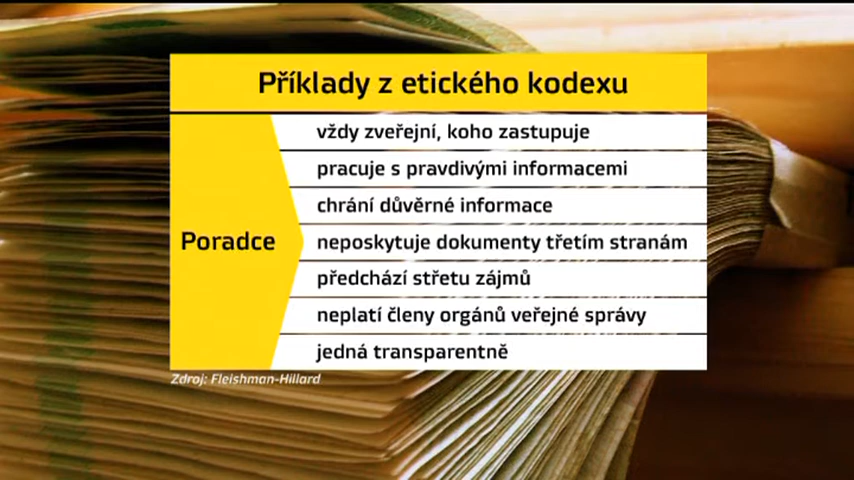 Příklady z etického kodexu
Poradce
vždy zveřejní, koho zastupuje
pracuje s pravdivými informacemi
chrání důvěrné informace
neposkytuje dokumenty třetím stranám
předchází střetu zájmů
neplatí členy orgánů veřejné správy
jedná transparentně
Zdroj: Fleishman-Hillard